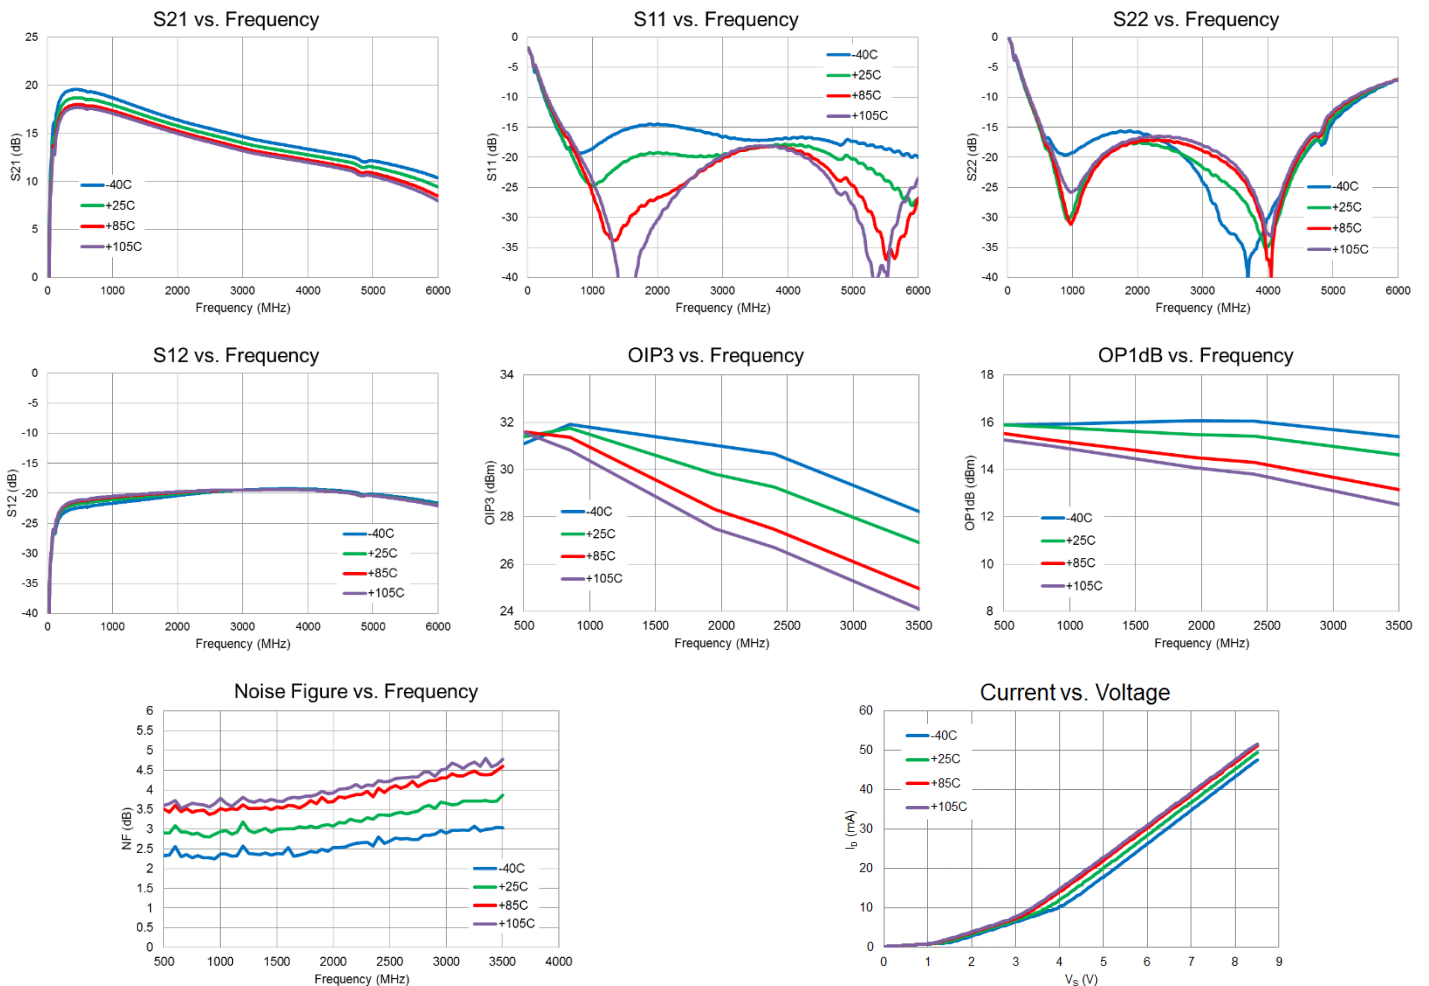 S21 vs. Frequency
S21 (dB)
25
20
15
10
5
0
-40C
+25C
+85C
+105C
0 1000 2000 3000 4000 5000 6000
Frequency (MHz)
S11 vs. Frequency
S11 (dB)
0
-5
-10
-15
-20
-25
-30
-35
-40
-40C
+25C
+85C
+105C
0 1000 2000 3000 4000 5000 6000
Frequency (MHz)
S22 vs. Frequency
S22 (dB)
0
-5
-10
-15
-20
-25
-30
-35
-40
-40C
+25C
+85C
+105C
0 1000 2000 3000 4000 5000 6000
Frequency (MHz)
S12 vs. Frequency
S12 (dB)
0
-5
-10
-15
-20
-25
-30
-35
-40
-40C
+25C
+85C
+105C
0 1000 2000 3000 4000 5000 6000
Frequency (MHz)
OIP3 vs. Frequency
OIP3 (dBm)
34
32
30
28
26
24
-40C
+25C
+85C
+105C
500 1000 1500 2000 2500 3000 3500
Frequency (MHz)
OP1dB vs. Frequency
OP1dB (dBm)
18
16
14
12
10
8
-40C
+25C
+85C
+105C
500 1000 1500 2000 2500 3000 3500
Frequency (MHz)
Noise Figure vs. Frequency
NF (dB)
6
5.5
5
4.5
4
3.5
3
2.5
2
1.5
1
0.5
0
-40C
+25C
+85C
+105C
500 1000 1500 2000 2500 3000 3500 4000
Frequency (MHz)
Current vs. Voltage
ID (mA)
60
50
40
30
20
10
0
-40C
+25C
+85C
+105C
0 1 2 3 4 5 6 7 8 9
VS (V)